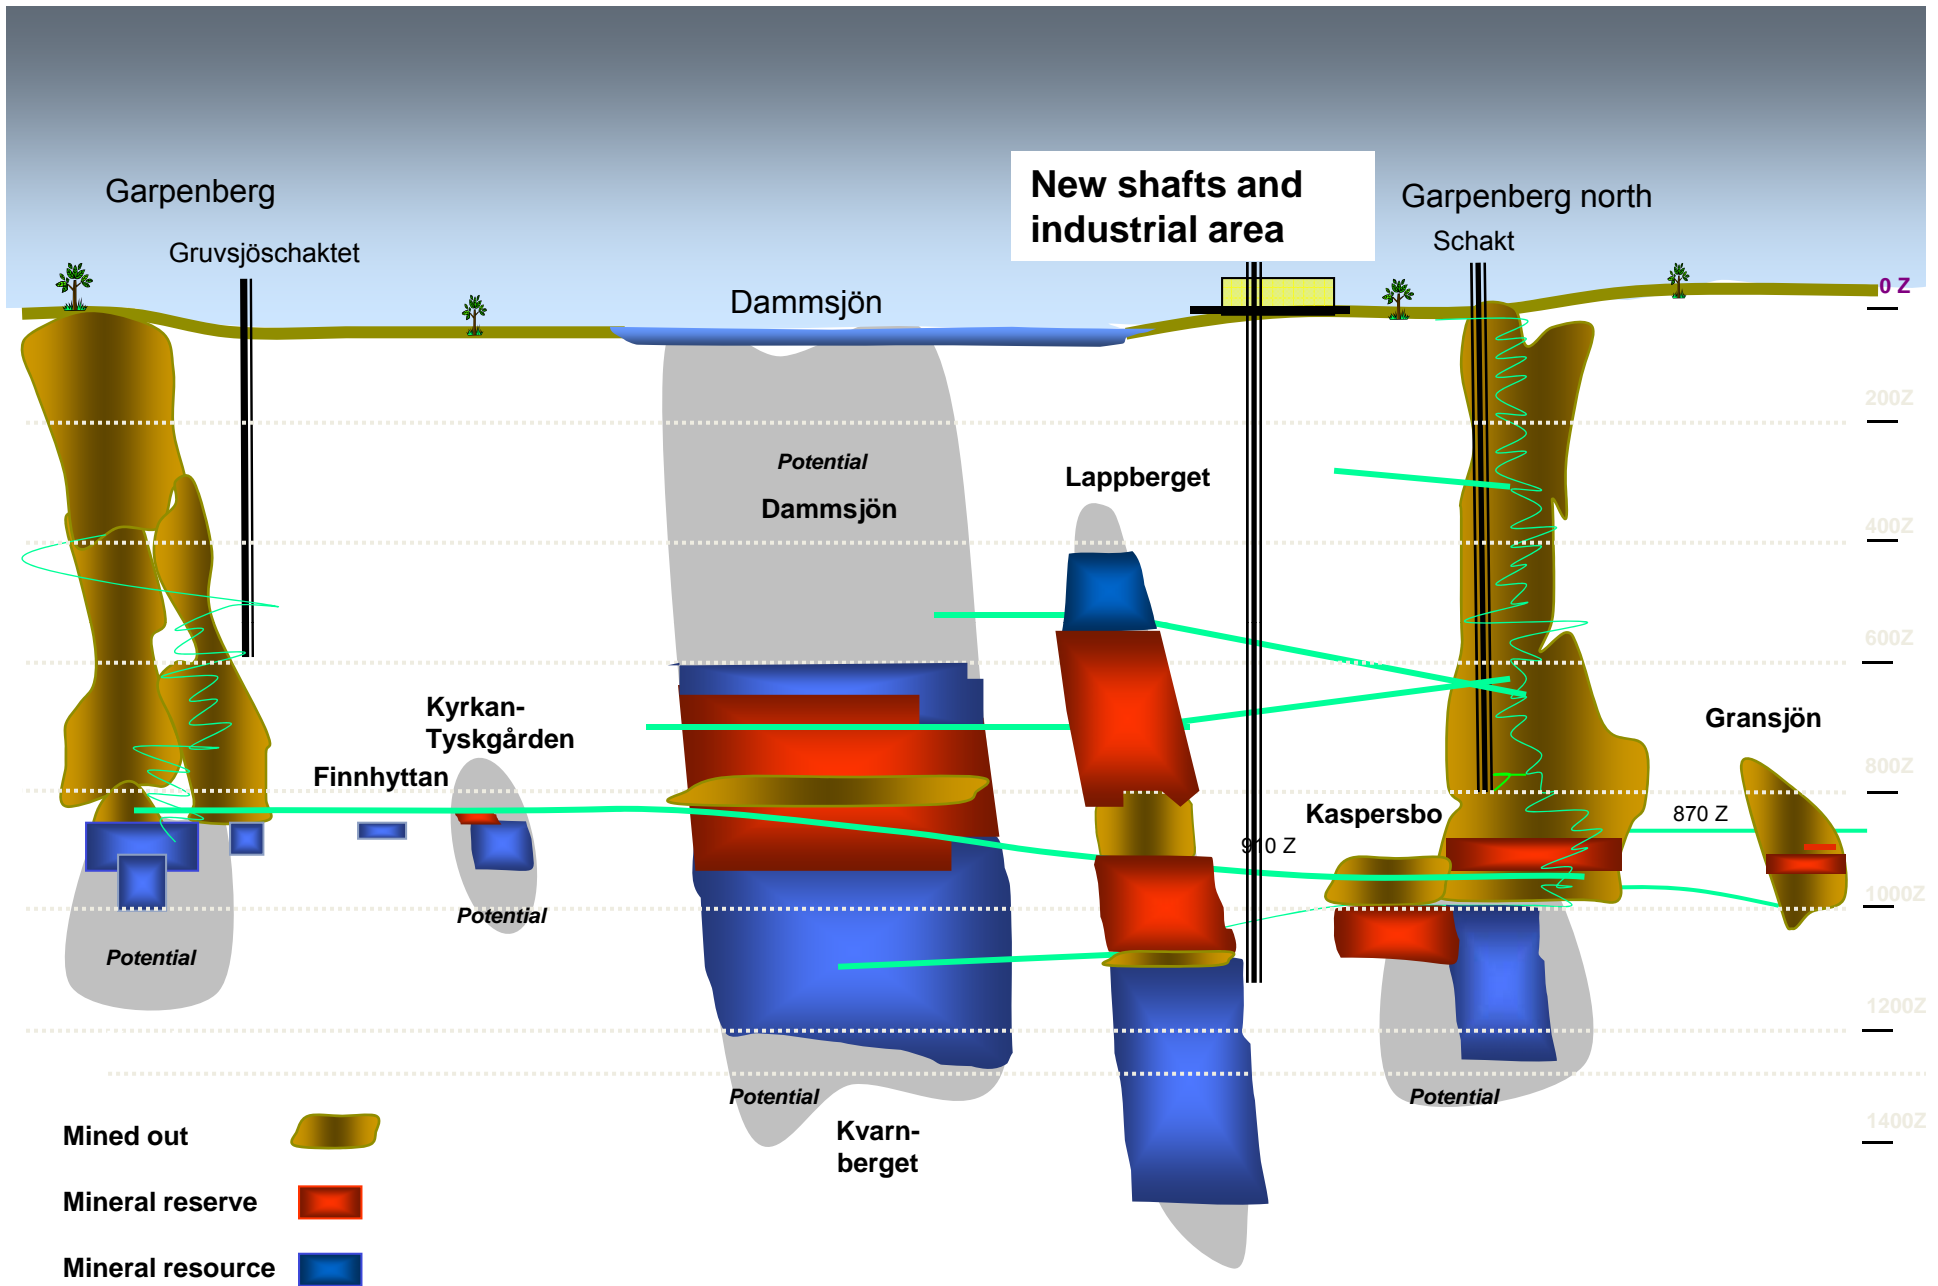 New shafts and
industrial area
Garpenberg
Garpenberg north
Gruvsjöschaktet
Schakt
Dammsjön
0 Z
200Z
Potential
Lappberget
Dammsjön
400Z
600Z
Kyrkan-
Tyskgården
Gransjön
Finnhyttan
800Z
Kaspersbo
870 Z
910 Z
1000Z
Potential
Potential
1200Z
Potential
Potential
1400Z
Kvarn-
berget
Mined out
Mineral reserve
Mineral resource